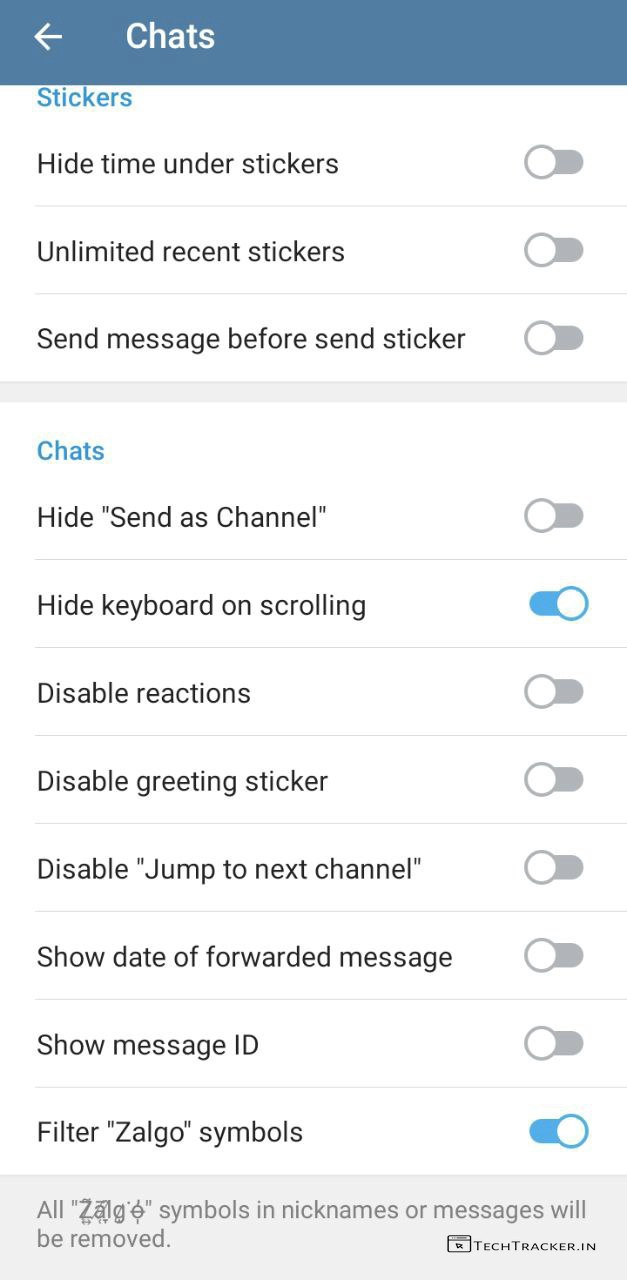 Chats
Stickers
Hide time under stickers
Unlimited recent stickers
Send message before send sticker
Chats
Hide "Send as Channel"
Hide keyboard on scrolling
Disable reactions
Disable greeting sticker
Disable "Jump to next channel"
Show date of forwarded message
Show message ID
Filter "Zalgo" symbols
All "Z̤͌ã͔l̤ġ͚ȯ̵" symbols in nicknames or messages will
be removed.
TECHTRACKER.IN